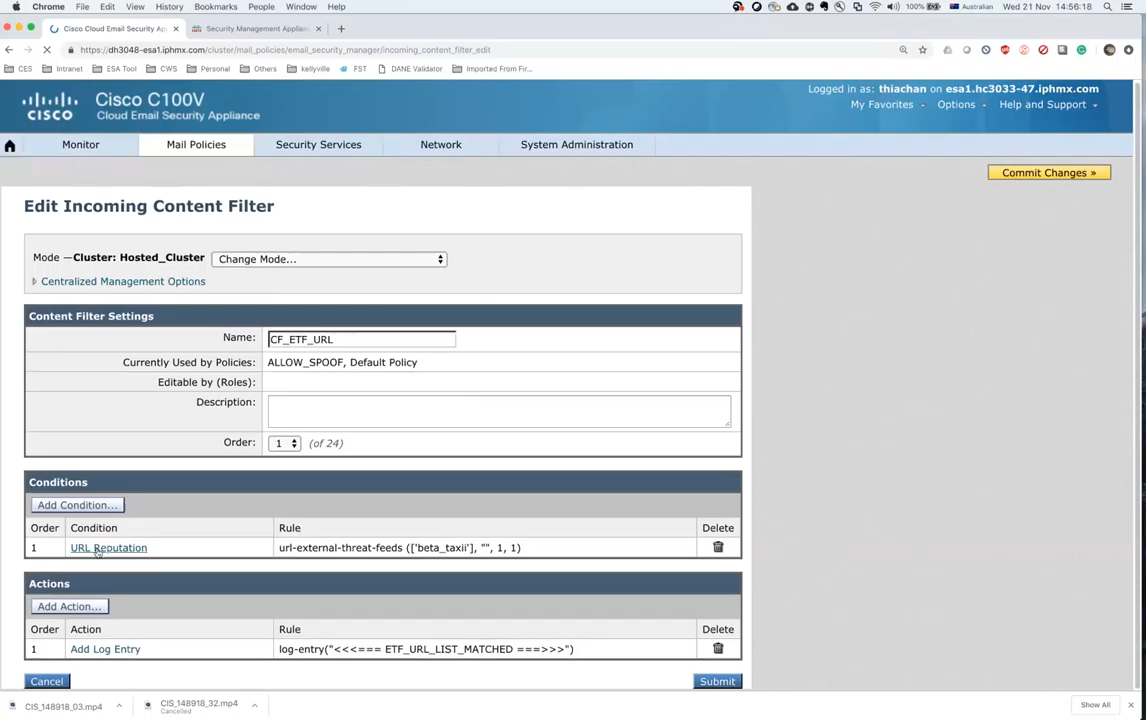 Chrome File Edit View History Bookmarks People Window Help 100% Australian Wed 21 Nov 14:56:18
Cisco Cloud Email Security Ap Security Management Applian
https://dh3048-esa1.iphmx.com/cluster/mail_policies/email_security_manager/incoming_content_filter_edit
CES Intranet ESA Tool CWS Personal Others kellyville FST DANE Validator Imported From Fir...
CISCO
Cisco C100V
Cloud Email Security Appliance
Logged in as: thiachan on esa1.hc3033-47.iphmx.com
My Favorites Options Help and Support
Monitor Mail Policies Security Services Network System Administration
Commit Changes »
Edit Incoming Content Filter
Mode —Cluster: Hosted_Cluster Change Mode...
Centralized Management Options
Content Filter Settings
Name: CF_ETF_URL
Currently Used by Policies: ALLOW_SPOOF, Default Policy
Editable by (Roles):
Description:
Order: 1 (of 24)
Conditions
Add Condition...
Order Condition Rule Delete
1 URL Reputation url-external-threat-feeds (['beta_taxii'], "", 1, 1)
Actions
Add Action...
Order Action Rule Delete
1 Add Log Entry log-entry("<<<=== ETF_URL_LIST_MATCHED ===>>>")
Cancel Submit
CIS_148918_03.mp4 CIS_148918_32.mp4 Show All
Cancelled